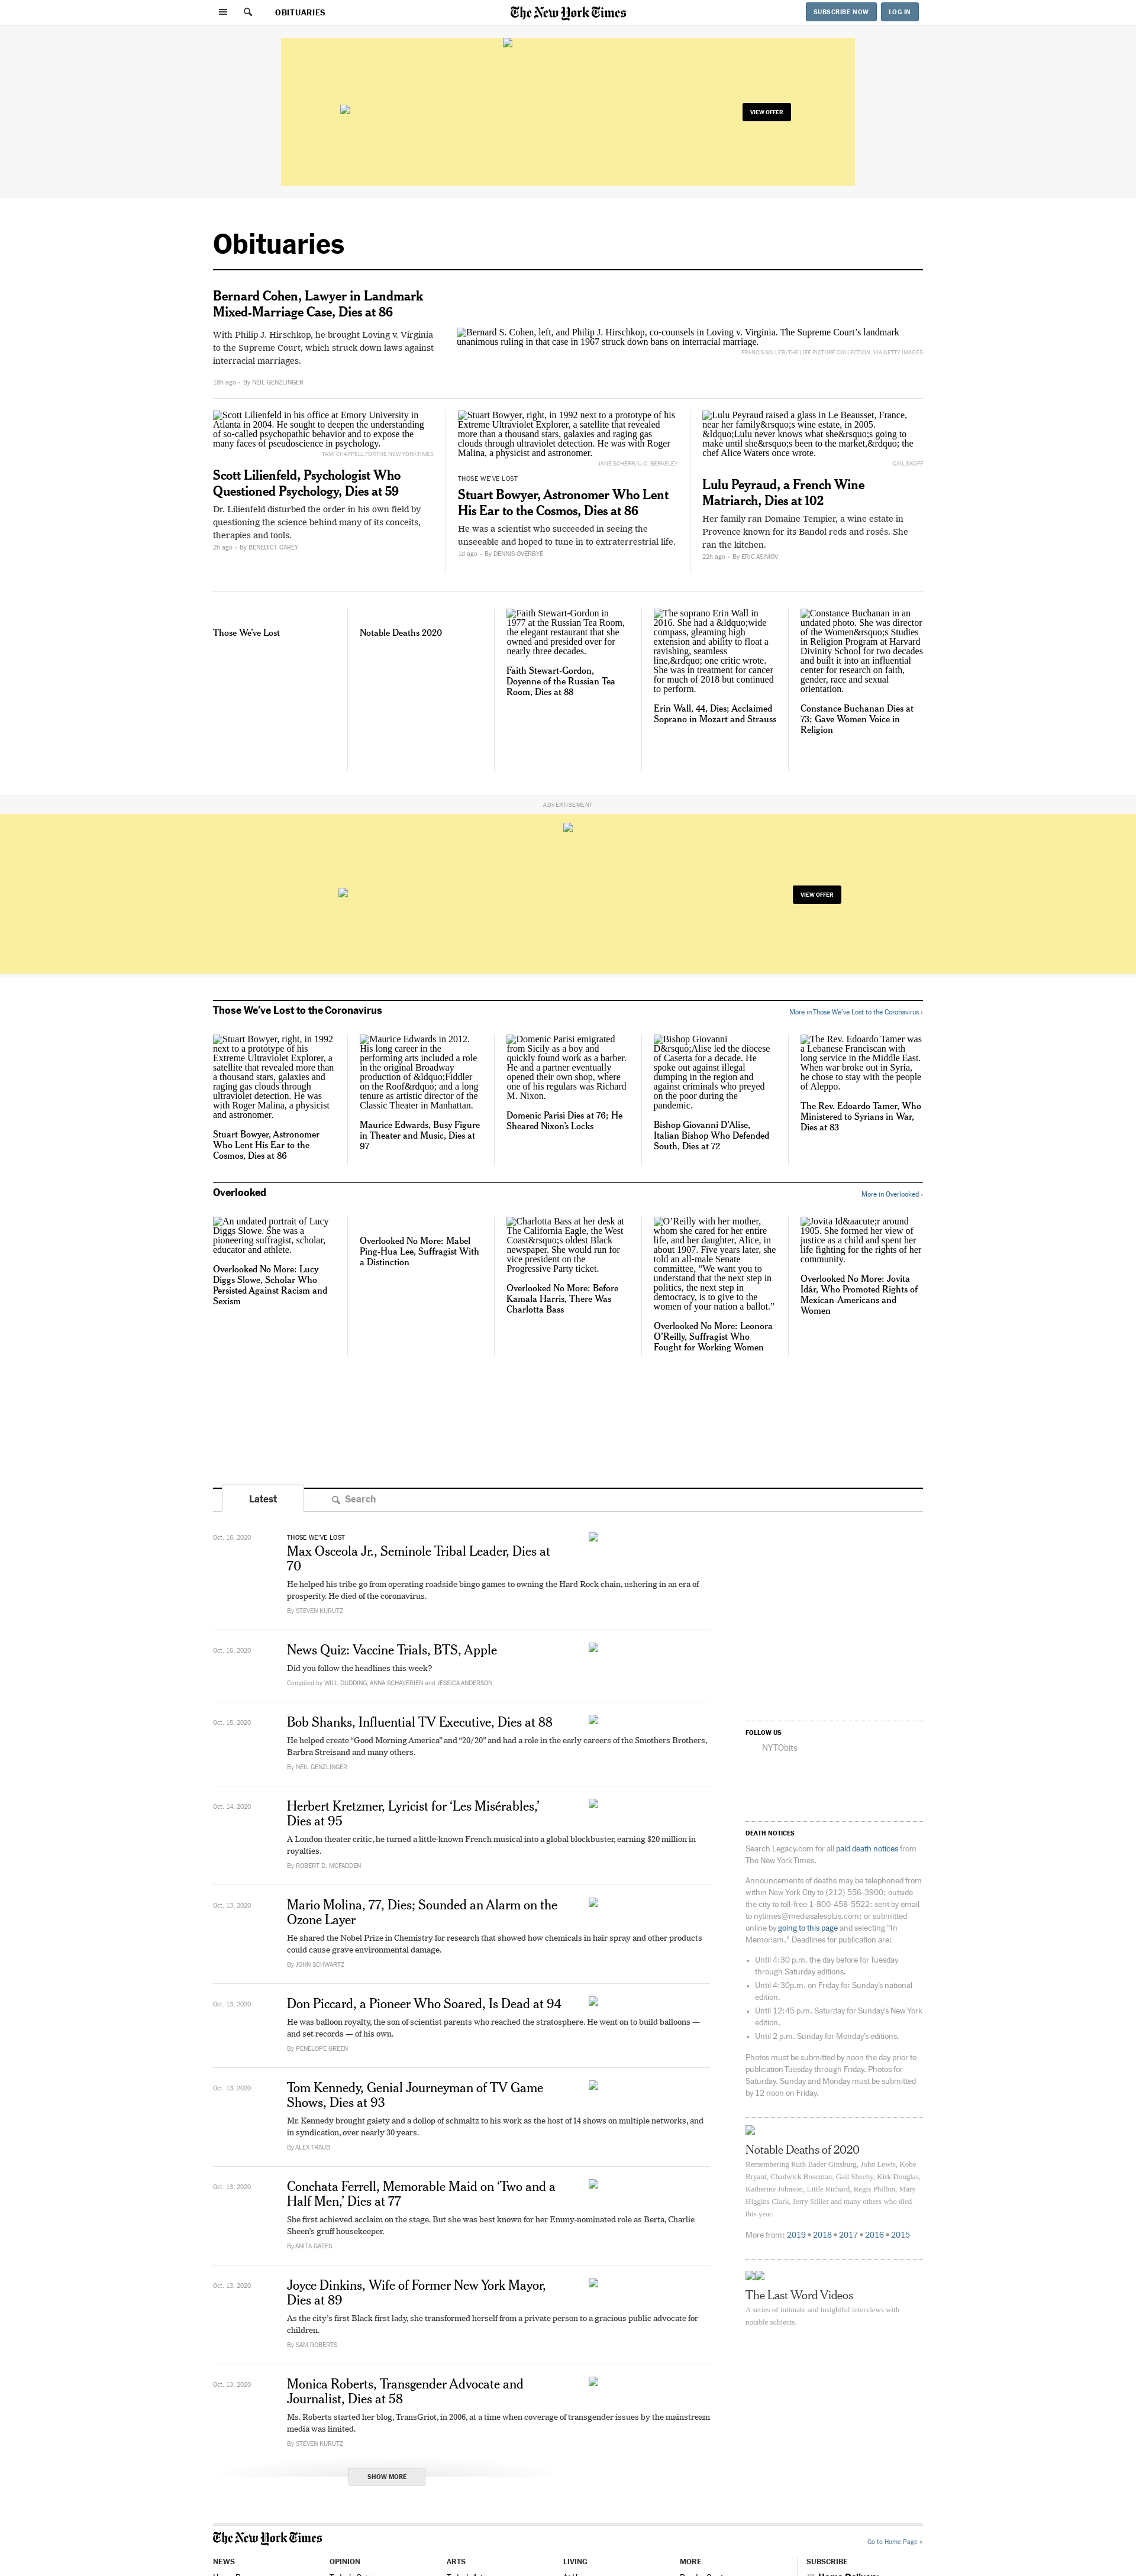 OBITUARIES
The New York Times
SUBSCRIBE NOW
LOG IN
VIEW OFFER
Obituaries
Bernard Cohen, Lawyer in Landmark
Mixed-Marriage Case, Dies at 86
With Philip J. Hirschkop, he brought Loving v. Virginia
to the Supreme Court, which struck down laws against
interracial marriages.
18h ago · By NEIL GENZLINGER
Bernard S. Cohen, left, and Philip J. Hirschkop, co-counsels in Loving v. Virginia. The Supreme Court's landmark
unanimous ruling in that case in 1967 struck down bans on interracial marriage.
FRANCIS MILLER/THE LIFE PICTURE COLLECTION, VIA GETTY IMAGES
Scott Lilienfeld in his office at Emory University in
Atlanta in 2004. He sought to deepen the understanding
of so-called psychopathic behavior and to expose the
many faces of pseudoscience in psychology.
TAMI CHAPPELL FOR THE NEW YORK TIMES
Scott Lilienfeld, Psychologist Who
Questioned Psychology, Dies at 59
Dr. Lilienfeld disturbed the order in his own field by
questioning the science behind many of its conceits,
therapies and tools.
2h ago · By BENEDICT CAREY
Stuart Bowyer, right, in 1992 next to a prototype of his
Extreme Ultraviolet Explorer, a satellite that revealed
more than a thousand stars, galaxies and raging gas
clouds through ultraviolet detection. He was with Roger
Malina, a physicist and astronomer.
JANE SCHERR/U.C. BERKELEY
THOSE WE'VE LOST
Stuart Bowyer, Astronomer Who Lent
His Ear to the Cosmos, Dies at 86
He was a scientist who succeeded in seeing the
unseeable and hoped to tune in to extraterrestrial life.
1d ago · By DENNIS OVERBYE
Lulu Peyraud raised a glass in Le Beausset, France,
near her family&rsquo;s wine estate, in 2005.
&ldquo;Lulu never knows what she&rsquo;s going to
make until she&rsquo;s been to the market,&rdquo; the
chef Alice Waters once wrote.
GAIL SKOFF
Lulu Peyraud, a French Wine
Matriarch, Dies at 102
Her family ran Domaine Tempier, a wine estate in
Provence known for its Bandol reds and rosés. She
ran the kitchen.
22h ago · By ERIC ASIMOV
Those We've Lost
Notable Deaths 2020
Faith Stewart-Gordon in
1977 at the Russian Tea Room,
the elegant restaurant that she
owned and presided over for
nearly three decades.
Faith Stewart-Gordon,
Doyenne of the Russian Tea
Room, Dies at 88
The soprano Erin Wall in
2016. She had a &ldquo;wide
compass, gleaming high
extension and ability to float a
ravishing, seamless
line,&rdquo; one critic wrote.
She was in treatment for cancer
for much of 2018 but continued
to perform.
Erin Wall, 44, Dies; Acclaimed
Soprano in Mozart and Strauss
Constance Buchanan in an
undated photo. She was director
of the Women&rsquo;s Studies
in Religion Program at Harvard
Divinity School for two decades
and built it into an influential
center for research on faith,
gender, race and sexual
orientation.
Constance Buchanan Dies at
73; Gave Women Voice in
Religion
ADVERTISEMENT
VIEW OFFER
Those We've Lost to the Coronavirus
More in Those We've Lost to the Coronavirus ›
Stuart Bowyer, right, in 1992
next to a prototype of his
Extreme Ultraviolet Explorer, a
satellite that revealed more than
a thousand stars, galaxies and
raging gas clouds through
ultraviolet detection. He was
with Roger Malina, a physicist
and astronomer.
Stuart Bowyer, Astronomer
Who Lent His Ear to the
Cosmos, Dies at 86
Maurice Edwards in 2012.
His long career in the
performing arts included a role
in the original Broadway
production of &ldquo;Fiddler
on the Roof&rdquo; and a long
tenure as artistic director of the
Classic Theater in Manhattan.
Maurice Edwards, Busy Figure
in Theater and Music, Dies at
97
Domenic Parisi emigrated
from Sicily as a boy and
quickly found work as a barber.
He and a partner eventually
opened their own shop, where
one of his regulars was Richard
M. Nixon.
Domenic Parisi Dies at 76; He
Sheared Nixon's Locks
Bishop Giovanni
D&rsquo;Alise led the diocese
of Caserta for a decade. He
spoke out against illegal
dumping in the region and
against criminals who preyed
on the poor during the
pandemic.
Bishop Giovanni D'Alise,
Italian Bishop Who Defended
South, Dies at 72
The Rev. Edoardo Tamer was
a Lebanese Franciscan with
long service in the Middle East.
When war broke out in Syria,
he chose to stay with the people
of Aleppo.
The Rev. Edoardo Tamer, Who
Ministered to Syrians in War,
Dies at 83
Overlooked
More in Overlooked ›
An undated portrait of Lucy
Diggs Slowe. She was a
pioneering suffragist, scholar,
educator and athlete.
Overlooked No More: Lucy
Diggs Slowe, Scholar Who
Persisted Against Racism and
Sexism
Overlooked No More: Mabel
Ping-Hua Lee, Suffragist With
a Distinction
Charlotta Bass at her desk at
The California Eagle, the West
Coast&rsquo;s oldest Black
newspaper. She would run for
vice president on the
Progressive Party ticket.
Overlooked No More: Before
Kamala Harris, There Was
Charlotta Bass
O'Reilly with her mother,
whom she cared for her entire
life, and her daughter, Alice, in
about 1907. Five years later, she
told an all-male Senate
committee, "We want you to
understand that the next step in
politics, the next step in
democracy, is to give to the
women of your nation a ballot."
Overlooked No More: Leonora
O'Reilly, Suffragist Who
Fought for Working Women
Jovita Id&aacute;r around
1905. She formed her view of
justice as a child and spent her
life fighting for the rights of her
community.
Overlooked No More: Jovita
Idár, Who Promoted Rights of
Mexican-Americans and
Women
Latest
Search
Oct. 16, 2020
THOSE WE'VE LOST
Max Osceola Jr., Seminole Tribal Leader, Dies at
70
He helped his tribe go from operating roadside bingo games to owning the Hard Rock chain, ushering in an era of
prosperity. He died of the coronavirus.
By STEVEN KURUTZ
Oct. 16, 2020
News Quiz: Vaccine Trials, BTS, Apple
Did you follow the headlines this week?
Compiled by WILL DUDDING, ANNA SCHAVERIEN and JESSICA ANDERSON
Oct. 15, 2020
Bob Shanks, Influential TV Executive, Dies at 88
He helped create "Good Morning America" and "20/20" and had a role in the early careers of the Smothers Brothers,
Barbra Streisand and many others.
By NEIL GENZLINGER
Oct. 14, 2020
Herbert Kretzmer, Lyricist for 'Les Misérables,'
Dies at 95
A London theater critic, he turned a little-known French musical into a global blockbuster, earning $20 million in
royalties.
By ROBERT D. MCFADDEN
Oct. 13, 2020
Mario Molina, 77, Dies; Sounded an Alarm on the
Ozone Layer
He shared the Nobel Prize in Chemistry for research that showed how chemicals in hair spray and other products
could cause grave environmental damage.
By JOHN SCHWARTZ
Oct. 13, 2020
Don Piccard, a Pioneer Who Soared, Is Dead at 94
He was balloon royalty, the son of scientist parents who reached the stratosphere. He went on to build balloons —
and set records — of his own.
By PENELOPE GREEN
Oct. 13, 2020
Tom Kennedy, Genial Journeyman of TV Game
Shows, Dies at 93
Mr. Kennedy brought gaiety and a dollop of schmaltz to his work as the host of 14 shows on multiple networks, and
in syndication, over nearly 30 years.
By ALEX TRAUB
Oct. 13, 2020
Conchata Ferrell, Memorable Maid on 'Two and a
Half Men,' Dies at 77
She first achieved acclaim on the stage. But she was best known for her Emmy-nominated role as Berta, Charlie
Sheen's gruff housekeeper.
By ANITA GATES
Oct. 13, 2020
Joyce Dinkins, Wife of Former New York Mayor,
Dies at 89
As the city's first Black first lady, she transformed herself from a private person to a gracious public advocate for
children.
By SAM ROBERTS
Oct. 13, 2020
Monica Roberts, Transgender Advocate and
Journalist, Dies at 58
Ms. Roberts started her blog, TransGriot, in 2006, at a time when coverage of transgender issues by the mainstream
media was limited.
By STEVEN KURUTZ
SHOW MORE
FOLLOW US
NYTObits
DEATH NOTICES
Search Legacy.com for all paid death notices from
The New York Times.
Announcements of deaths may be telephoned from
within New York City to (212) 556-3900; outside
the city to toll-free 1-800-458-5522; sent by email
to nytimes@mediasalesplus.com; or submitted
online by going to this page and selecting "In
Memoriam." Deadlines for publication are:
• Until 4:30 p.m. the day before for Tuesday
through Saturday editions.
• Until 4:30p.m. on Friday for Sunday's national
edition.
• Until 12:45 p.m. Saturday for Sunday's New York
edition.
• Until 2 p.m. Sunday for Monday's editions.
Photos must be submitted by noon the day prior to
publication Tuesday through Friday. Photos for
Saturday, Sunday and Monday must be submitted
by 12 noon on Friday.
Notable Deaths of 2020
Remembering Ruth Bader Ginsburg, John Lewis, Kobe
Bryant, Chadwick Boseman, Gail Sheehy, Kirk Douglas,
Katherine Johnson, Little Richard, Regis Philbin, Mary
Higgins Clark, Jerry Stiller and many others who died
this year.
More from: 2019 • 2018 • 2017 • 2016 • 2015
The Last Word Videos
A series of intimate and insightful interviews with
notable subjects.
The New York Times
Go to Home Page »
NEWS
OPINION
ARTS
LIVING
MORE
SUBSCRIBE